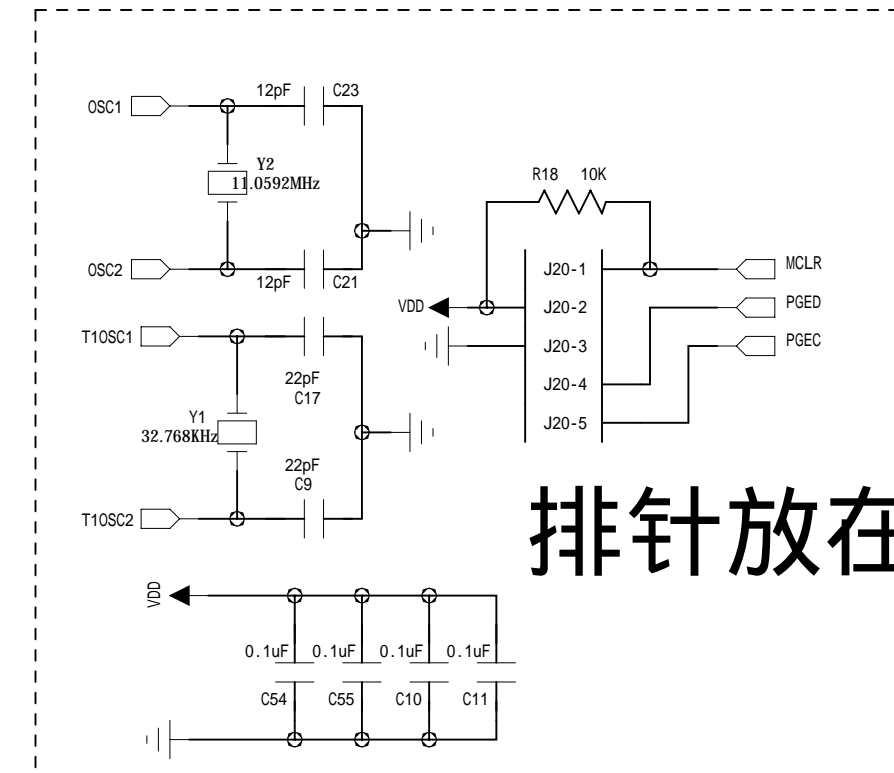 OSC1
12pF
C23
Y2
11.0592MHz
OSC2
12pF
C21
R18 10K
J20-1
MCLR
VDD
J20-2
PGED
J20-3
PGEC
J20-4
J20-5
T1OSC1
22pF
C17
Y1
32.768KHz
22pF
C9
T1OSC2
排针放在
VDD
0.1uF 0.1uF 0.1uF 0.1uF
C54 C55 C10 C11